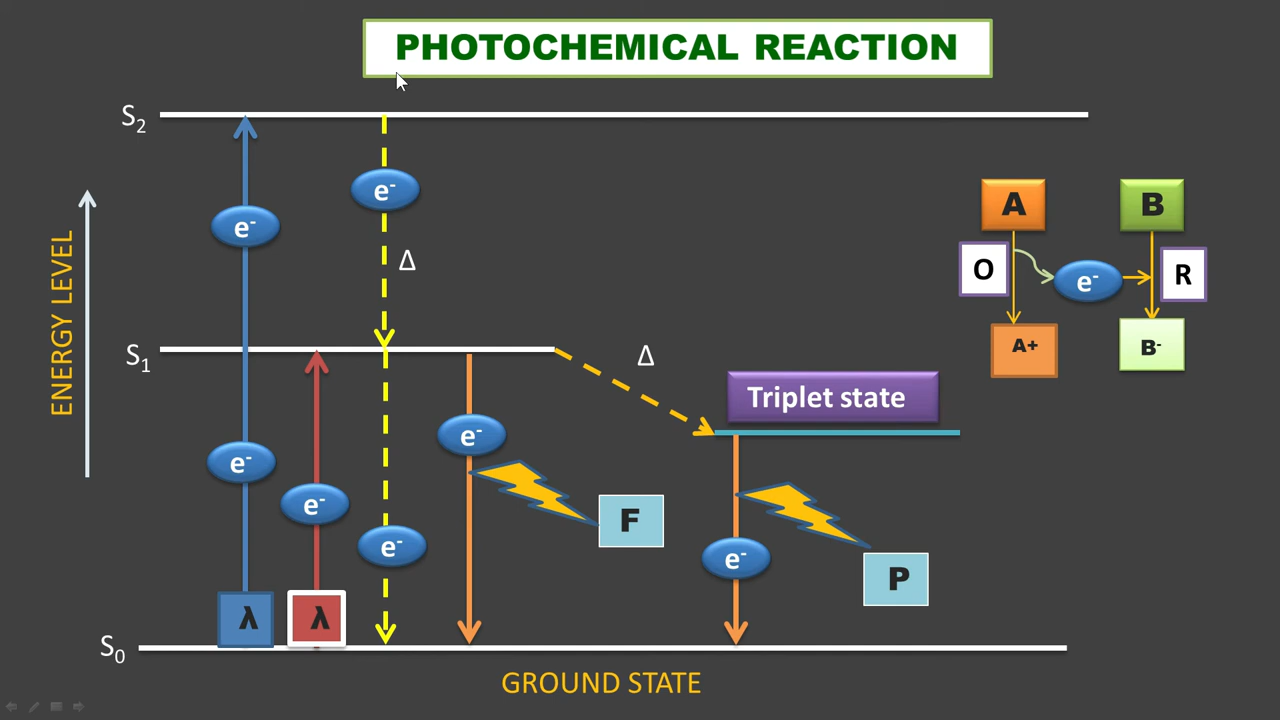 PHOTOCHEMICAL REACTION
S₂
e⁻
e⁻
Δ
A
B
O
e⁻
R
A+
B⁻
ENERGY LEVEL
S₁
Δ
Triplet state
e⁻
e⁻
e⁻
e⁻
F
e⁻
P
λ
λ
S₀
GROUND STATE